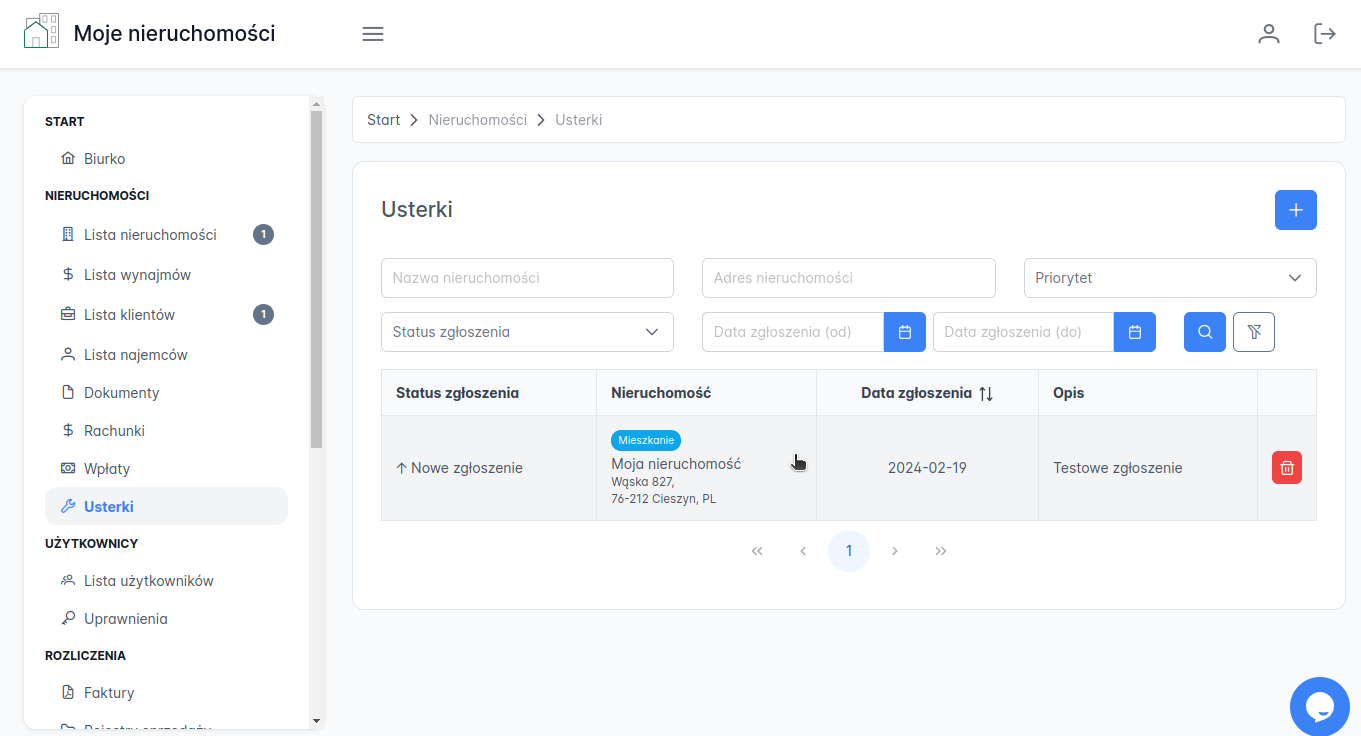 Moje nieruchomości
START
Biurko
NIERUCHOMOŚCI
Lista nieruchomości 1
Lista wynajmów
Lista klientów 1
Lista najemców
Dokumenty
Rachunki
Wpłaty
Usterki
UŻYTKOWNICY
Lista użytkowników
Uprawnienia
ROZLICZENIA
Faktury
Rejestry sprzedaży
Start > Nieruchomości > Usterki
Usterki
Nazwa nieruchomości Adres nieruchomości Priorytet
Status zgłoszenia Data zgłoszenia (od) Data zgłoszenia (do)
Status zgłoszenia Nieruchomość Data zgłoszenia Opis
Mieszkanie
↑ Nowe zgłoszenie Moja nieruchomość 2024-02-19 Testowe zgłoszenie
Wąska 827,
76-212 Cieszyn, PL
« ‹ 1 › »